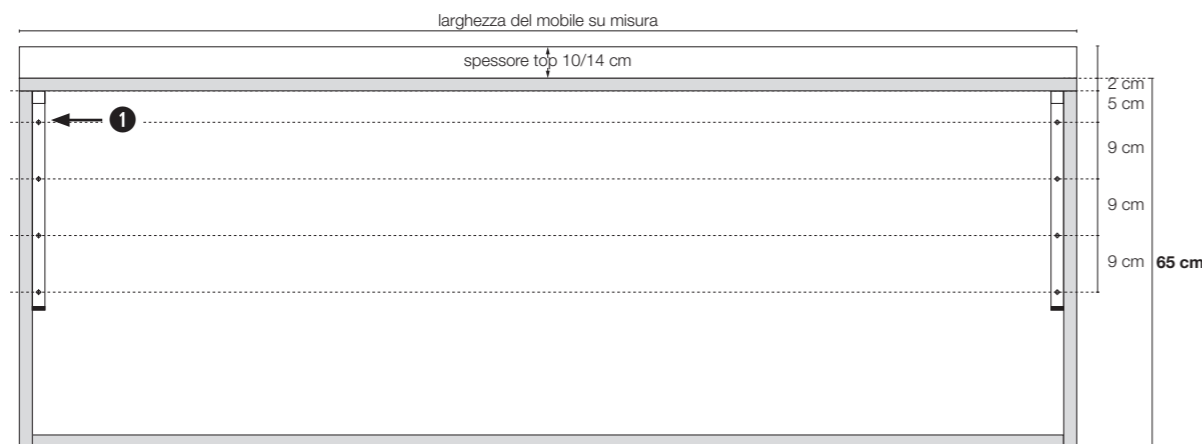 larghezza del mobile su misura
spessore top 10/14 cm
2 cm
5 cm
1
9 cm
9 cm
9 cm 65 cm